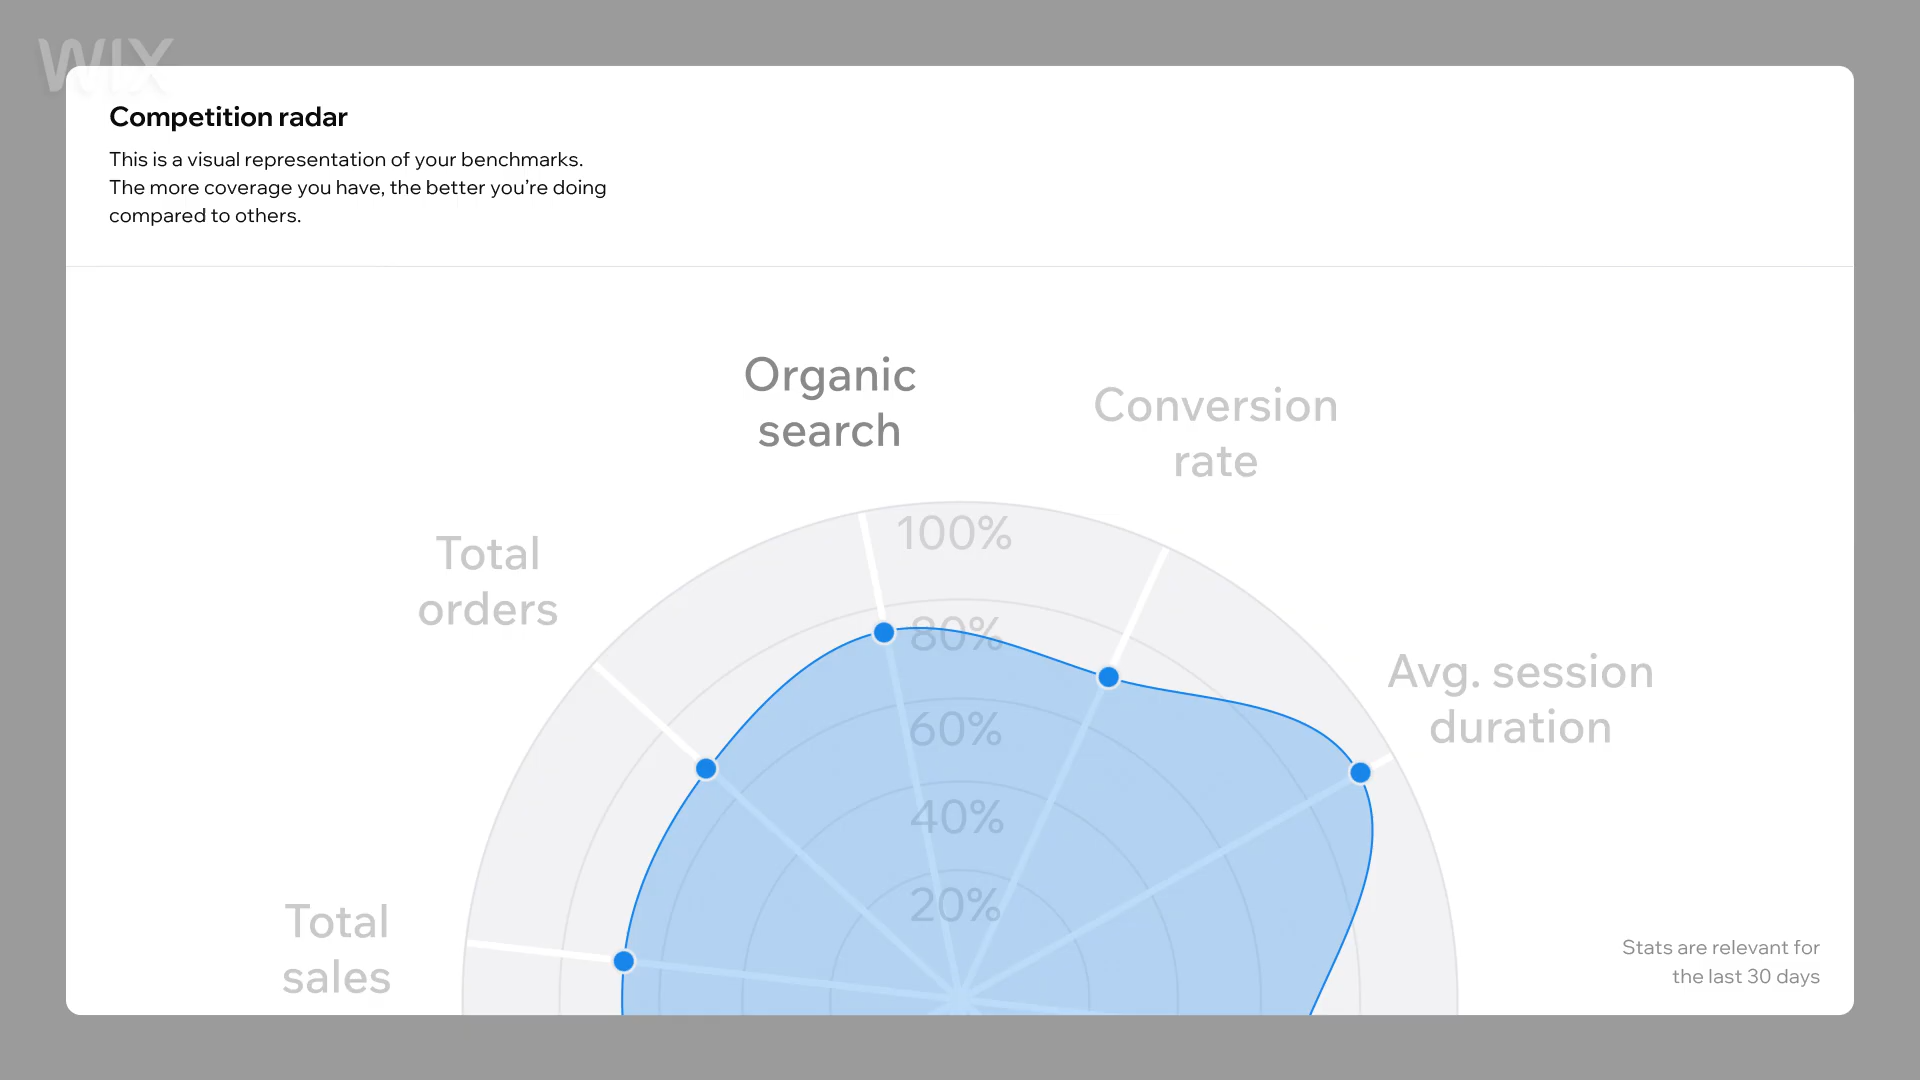 WIX
Competition radar
This is a visual representation of your benchmarks.
The more coverage you have, the better you’re doing
compared to others.
Organic
search
Conversion
rate
100%
Total
orders
80%
Avg. session
duration
60%
40%
20%
Total
sales
Stats are relevant for
the last 30 days